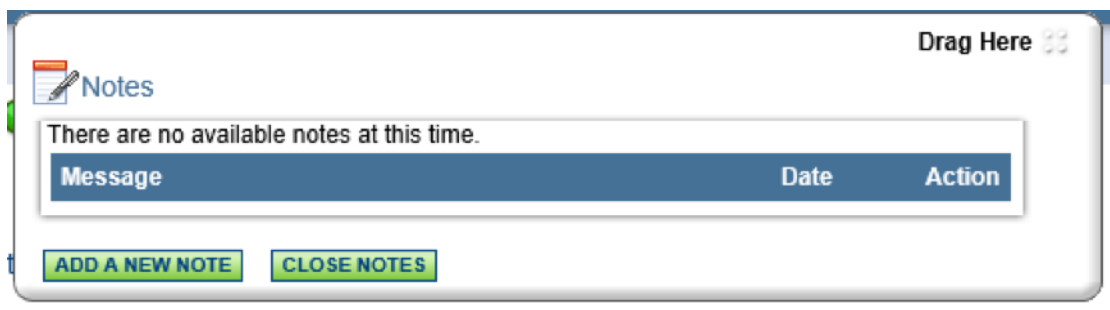 Drag Here
Notes
There are no available notes at this time.
Message Date Action
ADD A NEW NOTE CLOSE NOTES